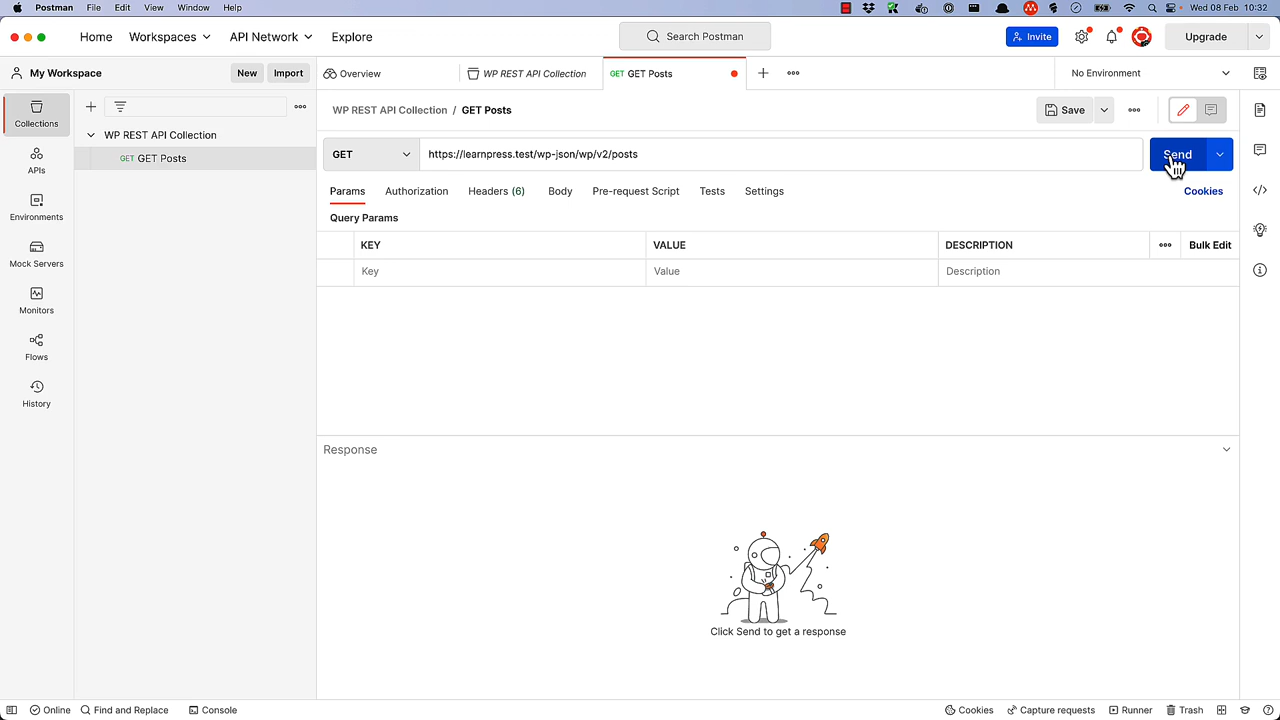 Postman File Edit View Window Help Wed 08 Feb 10:32
Home Workspaces API Network Explore Search Postman Invite Upgrade
My Workspace New Import Overview WP REST API Collection GET GET Posts No Environment
Collections
WP REST API Collection / GET Posts Save
WP REST API Collection
GET GET Posts
GET https://learnpress.test/wp-json/wp/v2/posts Send
APIs
Params Authorization Headers (6) Body Pre-request Script Tests Settings Cookies
Environments
Query Params
KEY VALUE DESCRIPTION Bulk Edit
Mock Servers
Key Value Description
Monitors
Flows
History
Response
Click Send to get a response
Online Find and Replace Console Cookies Capture requests Runner Trash